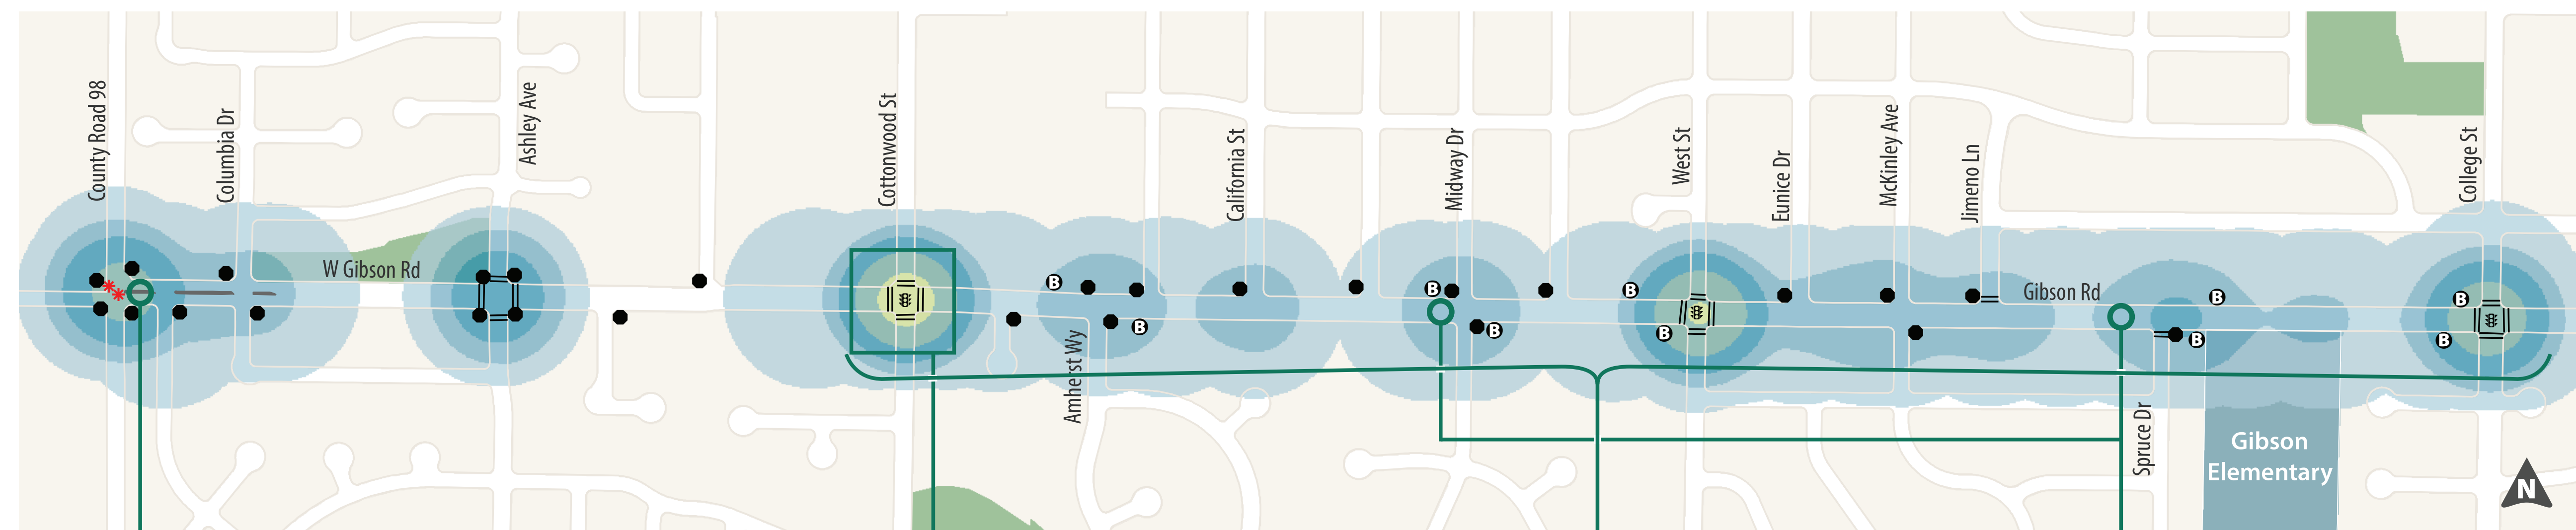 County Road 98
Columbia Dr
W Gibson Rd
Ashley Ave
Cottonwood St
Amherst Wy
California St
B
B
Midway Dr
B
B
West St
B
B
Eunice Dr
McKinley Ave
Jimeno Ln
Gibson Rd
Spruce Dr
B
B
Gibson
Elementary
College St
B
B
N